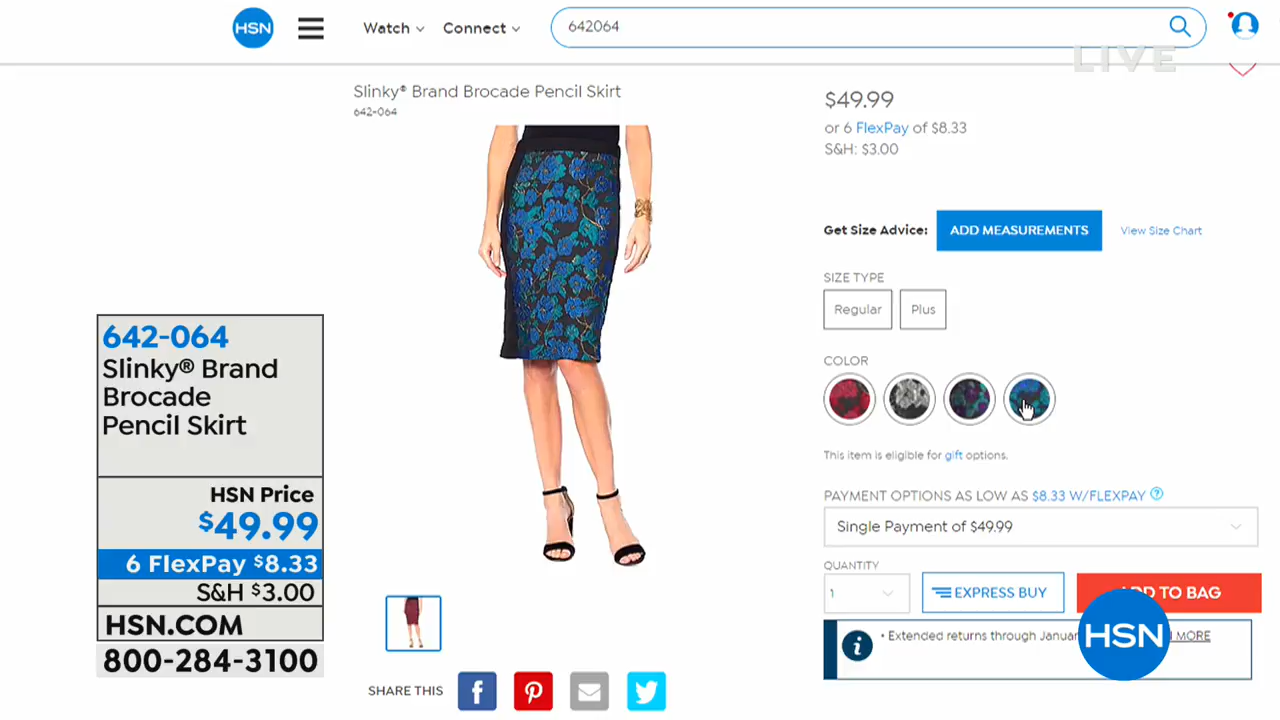 HSN
Watch
Connect
642064
LIVE
Slinky® Brand Brocade Pencil Skirt
642-064
$49.99
or 6 FlexPay of $8.33
S&H: $3.00
Get Size Advice:
ADD MEASUREMENTS
View Size Chart
SIZE TYPE
Regular
Plus
COLOR
This item is eligible for gift options.
PAYMENT OPTIONS AS LOW AS $8.33 W/FLEXPAY ?
Single Payment of $49.99
QUANTITY
1
EXPRESS BUY
TO BAG
i
• Extended returns through
MORE
HSN
SHARE THIS
642-064
Slinky® Brand
Brocade
Pencil Skirt
HSN Price
$49.99
6 FlexPay $8.33
S&H $3.00
HSN.COM
800-284-3100